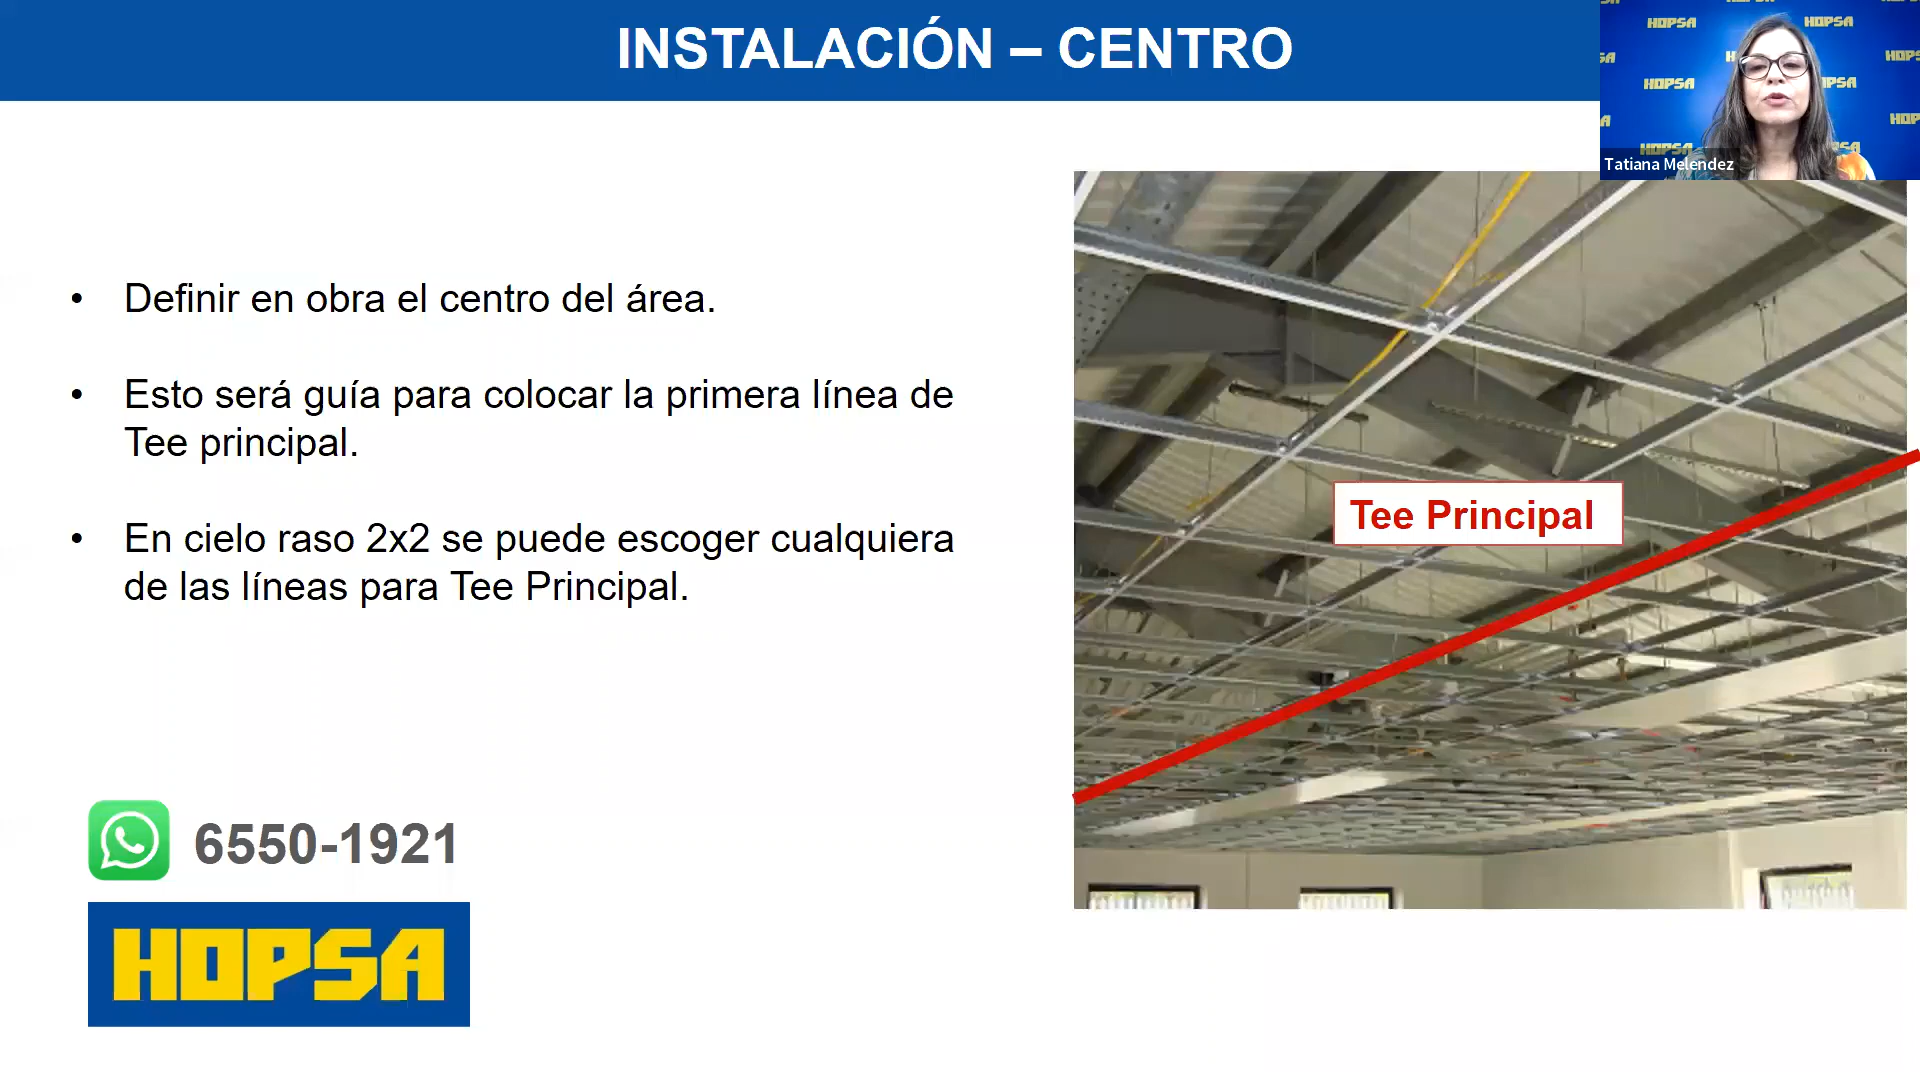 INSTALACIÓN – CENTRO
HOPSA HOPSA
HOPSA
HOPSA
HOPSA
Tatiana Melendez
• Definir en obra el centro del área.
• Esto será guía para colocar la primera línea de
Tee principal.
• En cielo raso 2x2 se puede escoger cualquiera
de las líneas para Tee Principal.
Tee Principal
6550-1921
HOPSA